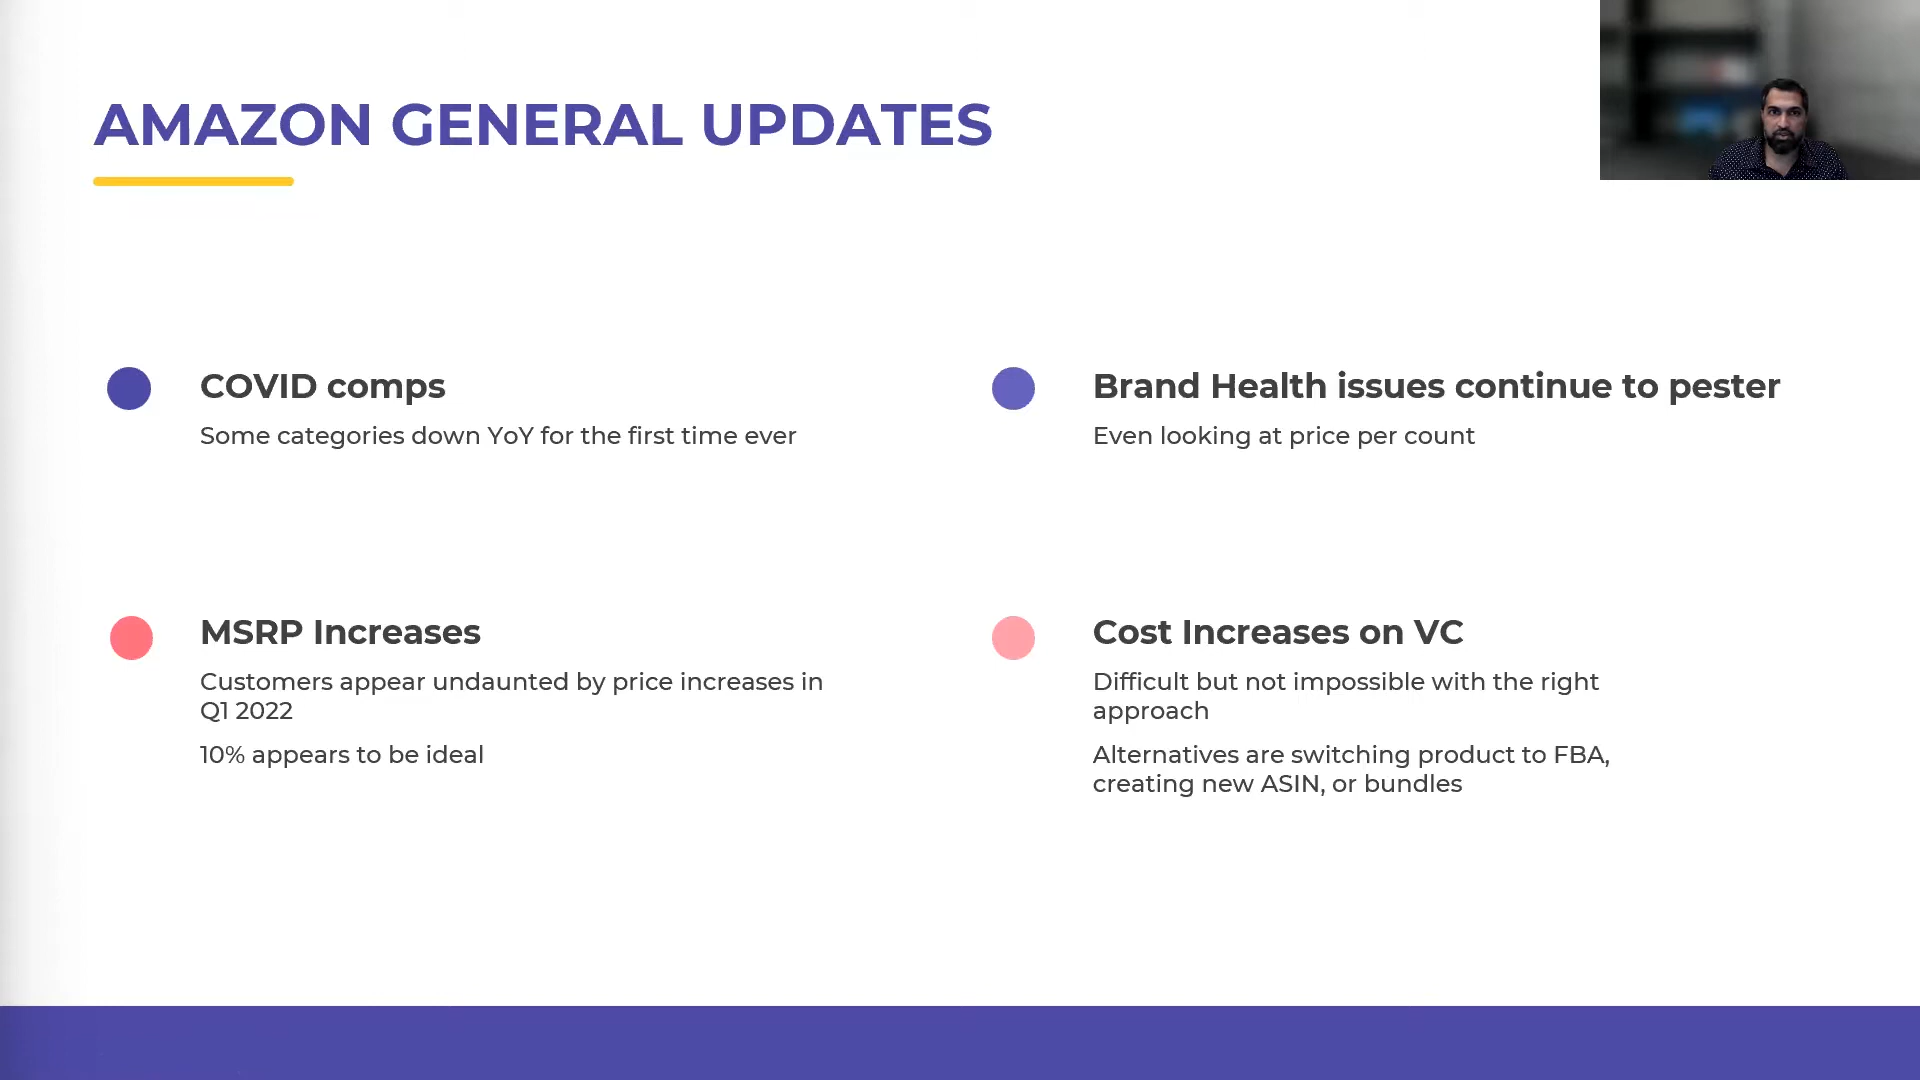 AMAZON GENERAL UPDATES
COVID comps
Some categories down YoY for the first time ever
Brand Health issues continue to pester
Even looking at price per count
MSRP Increases
Customers appear undaunted by price increases in
Q1 2022
10% appears to be ideal
Cost Increases on VC
Difficult but not impossible with the right
approach
Alternatives are switching product to FBA,
creating new ASIN, or bundles